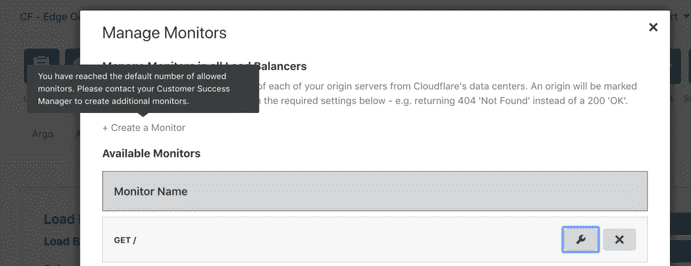 CF - Edge O
Manage Monitors
Manage Monitors in all Load Balancers
You have reached the default number of allowed
monitors. Please contact your Customer Success
Manager to create additional monitors.
of each of your origin servers from Cloudflare's data centers. An origin will be marked
the required settings below - e.g. returning 404 'Not Found' instead of a 200 'OK'.
+ Create a Monitor
Argo
Available Monitors
Monitor Name
Load
Load B
GET /